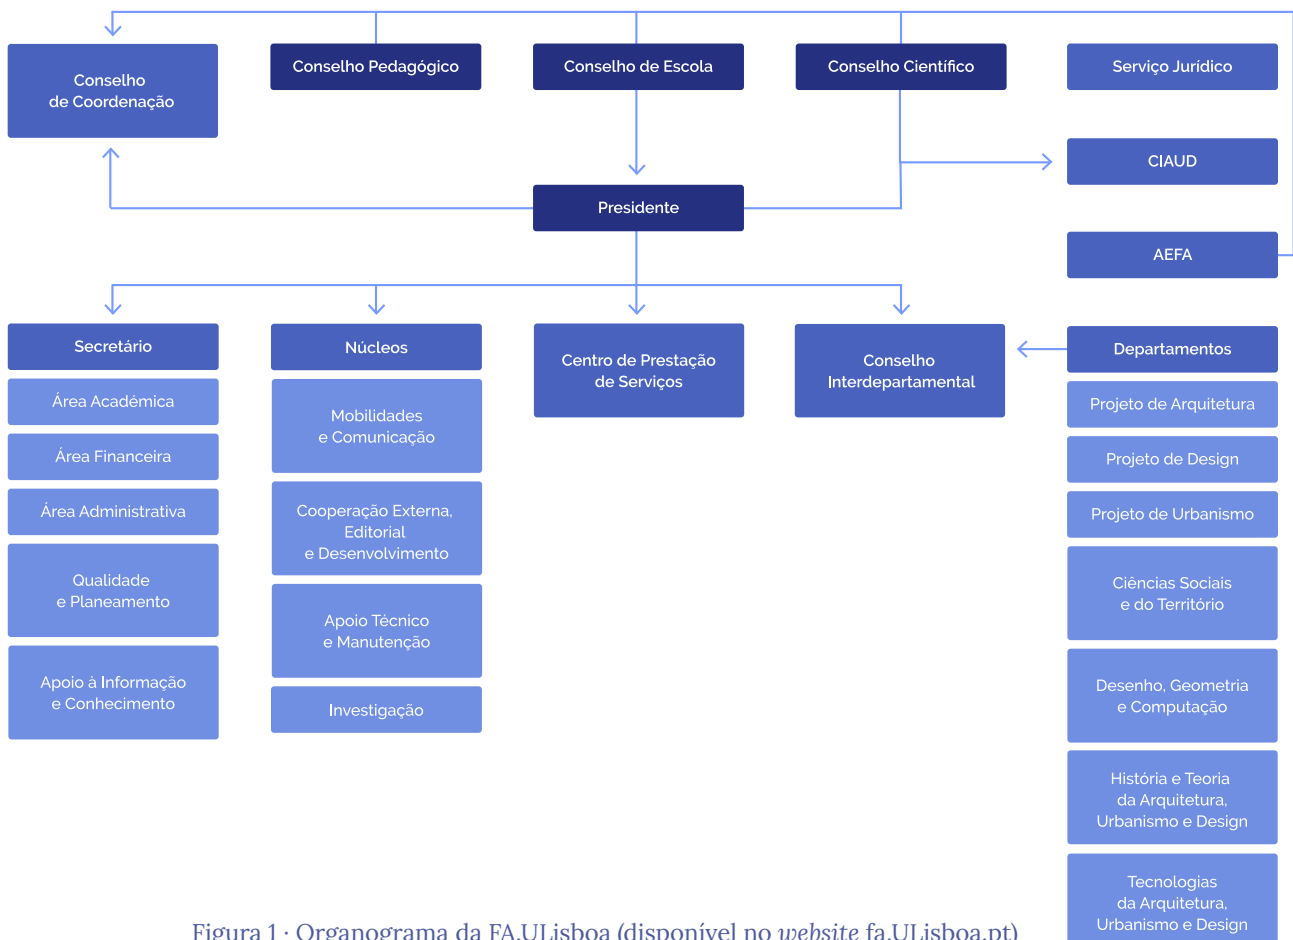 Conselho
de Coordenação
Conselho Pedagógico
Conselho de Escola
Conselho Científico
Serviço Jurídico
CIAUD
Presidente
AEFA
Secretário
Área Académica
Área Financeira
Área Administrativa
Qualidade
e Planeamento
Apoio à Informação
e Conhecimento
Núcleos
Mobilidades
e Comunicação
Cooperação Externa,
Editorial
e Desenvolvimento
Apoio Técnico
e Manutenção
Investigação
Centro de Prestação
de Serviços
Conselho
Interdepartamental
Departamentos
Projeto de Arquitetura
Projeto de Design
Projeto de Urbanismo
Ciências Sociais
e do Território
Desenho, Geometria
e Computação
História e Teoria
da Arquitetura,
Urbanismo e Design
Tecnologias
da Arquitetura,
Urbanismo e Design
Figura 1 · Organograma da FA.ULisboa (disponível no website fa.ULisboa.pt)